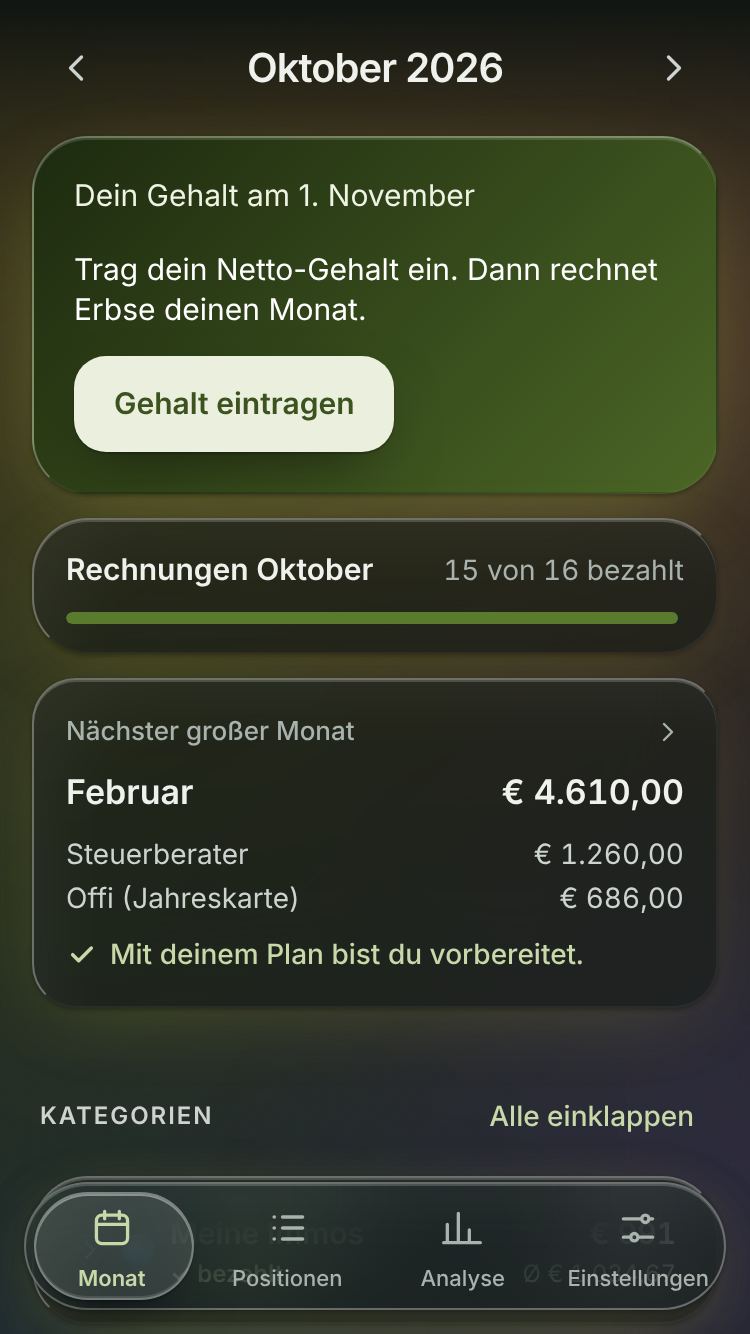 Oktober 2026
Dein Gehalt am 1. November
Trag dein Netto-Gehalt ein. Dann rechnet
Erbse deinen Monat.
Gehalt eintragen
Rechnungen Oktober 15 von 16 bezahlt
Nächster großer Monat
Februar € 4.610,00
Steuerberater € 1.260,00
Offi (Jahreskarte) € 686,00
Mit deinem Plan bist du vorbereitet.
KATEGORIEN Alle einklappen
Monat Positionen Analyse Einstellungen